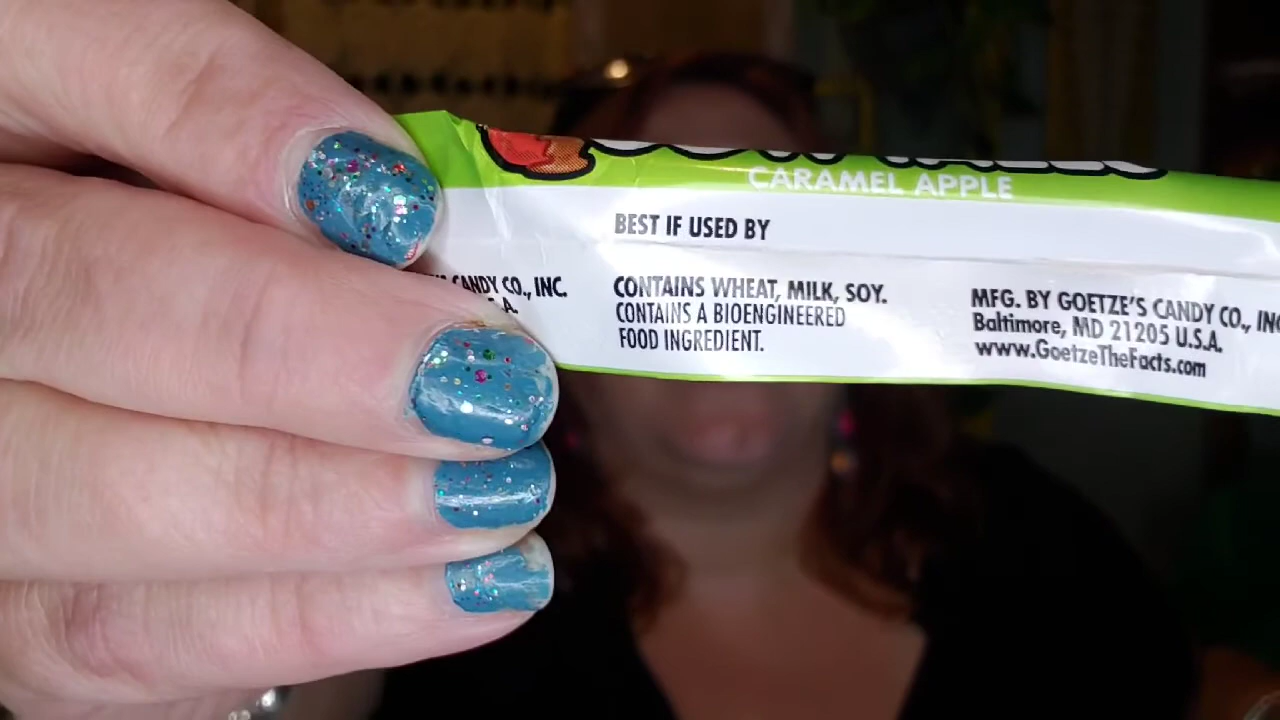 CARAMEL APPLE
BEST IF USED BY
CANDY CO., INC.
CONTAINS WHEAT, MILK, SOY.
CONTAINS A BIOENGINEERED
FOOD INGREDIENT.
MFG. BY GOETZE'S CANDY CO., INC
Baltimore, MD 21205 U.S.A.
www.GoetzeTheFacts.com